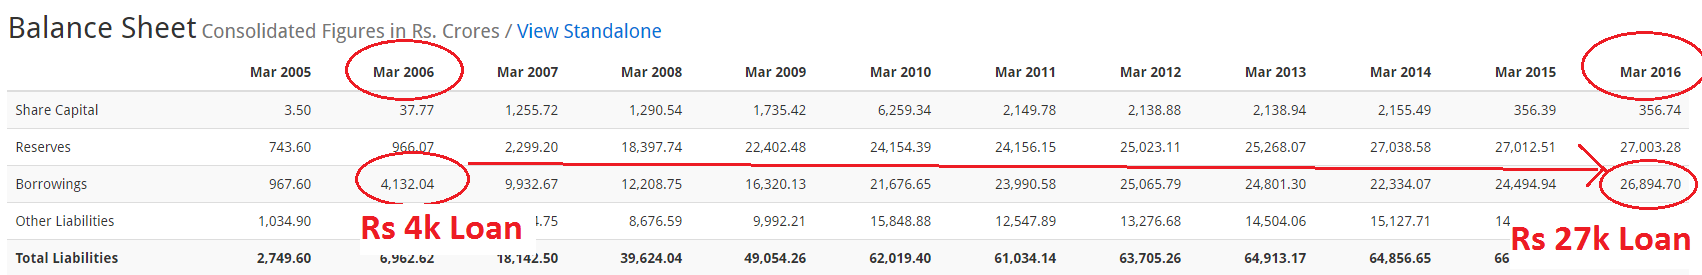 Balance Sheet Consolidated Figures in Rs. Crores / View Standalone
Mar 2005 Mar 2006 Mar 2007 Mar 2008 Mar 2009 Mar 2010 Mar 2011 Mar 2012 Mar 2013 Mar 2014 Mar 2015 Mar 2016
Share Capital 3.50 37.77 1,255.72 1,290.54 1,735.42 6,259.34 2,149.78 2,138.88 2,138.94 2,155.49 356.39 356.74
Reserves 743.60 966.07 2,299.20 18,397.74 22,402.48 24,154.39 24,156.15 25,023.11 25,268.07 27,038.58 27,012.51 27,003.28
Borrowings 967.60 4,132.04 9,932.67 12,208.75 16,320.13 21,676.65 23,990.58 25,065.79 24,801.30 22,334.07 24,494.94 26,894.70
Other Liabilities 1,034.90 4.75 8,676.59 9,992.21 15,848.88 12,547.89 13,276.68 14,504.06 15,127.71 14
Rs 4k Loan
Rs 27k Loan
Total Liabilities 2,749.60 6,962.62 18,142.50 39,624.04 49,054.26 62,019.40 61,034.14 63,705.26 64,913.17 64,856.65 66